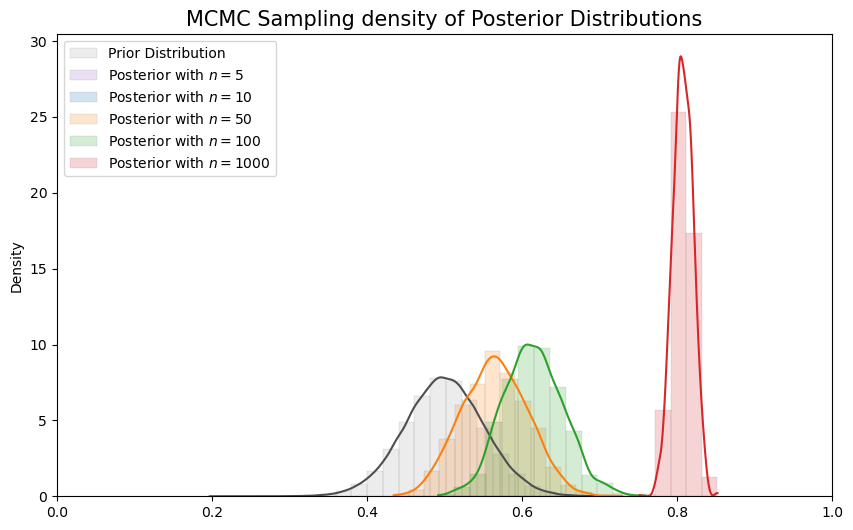 MCMC Sampling density of Posterior Distributions
Prior Distribution
Posterior with n = 5
Posterior with n = 10
Posterior with n = 50
Posterior with n = 100
Posterior with n = 1000
Density
30
25
20
15
10
5
0
0.0 0.2 0.4 0.6 0.8 1.0